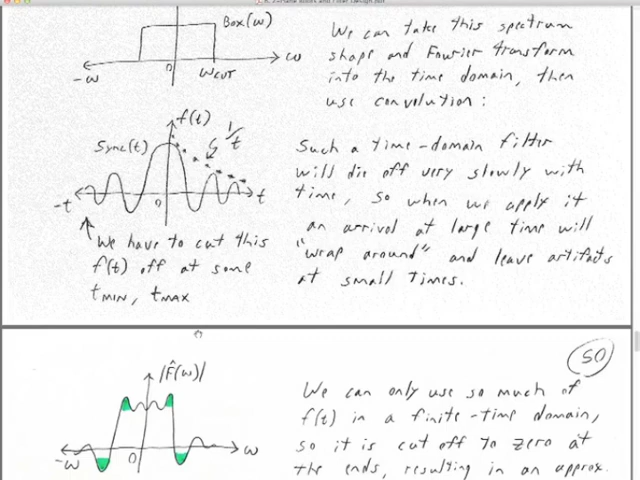 Box(ω)
-ω
0
ωCUT
ω
We can take this spectrum
shape and Fourier transform
into the time domain, then
use convolution:
f(t)
Sync(t)
1/t
-t
0
t
We have to cut this
f(t) off at some
tMIN, tMAX
Such a time-domain filter
will die off very slowly with
time, so when we apply it
an arrival at large time will
"wrap around" and leave artifacts
at small times.
50
|F̂(ω)|
-ω
0
ω
We can only use so much of
f(t) in a finite-time domain,
so it is cut off to zero at
the ends, resulting in an approx.